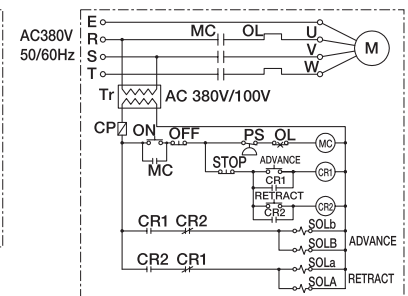 E
AC380V R MC OL U
50/60Hz S V M
T W
Tr AC 380V/100V
CP ON OFF PS OL MC
MC STOP ADVANCE CR1
CR1
RETRACT
CR2 CR2
CR1 CR2 SOLb
SOLB ADVANCE
CR2 CR1 SOLa
SOLA RETRACT